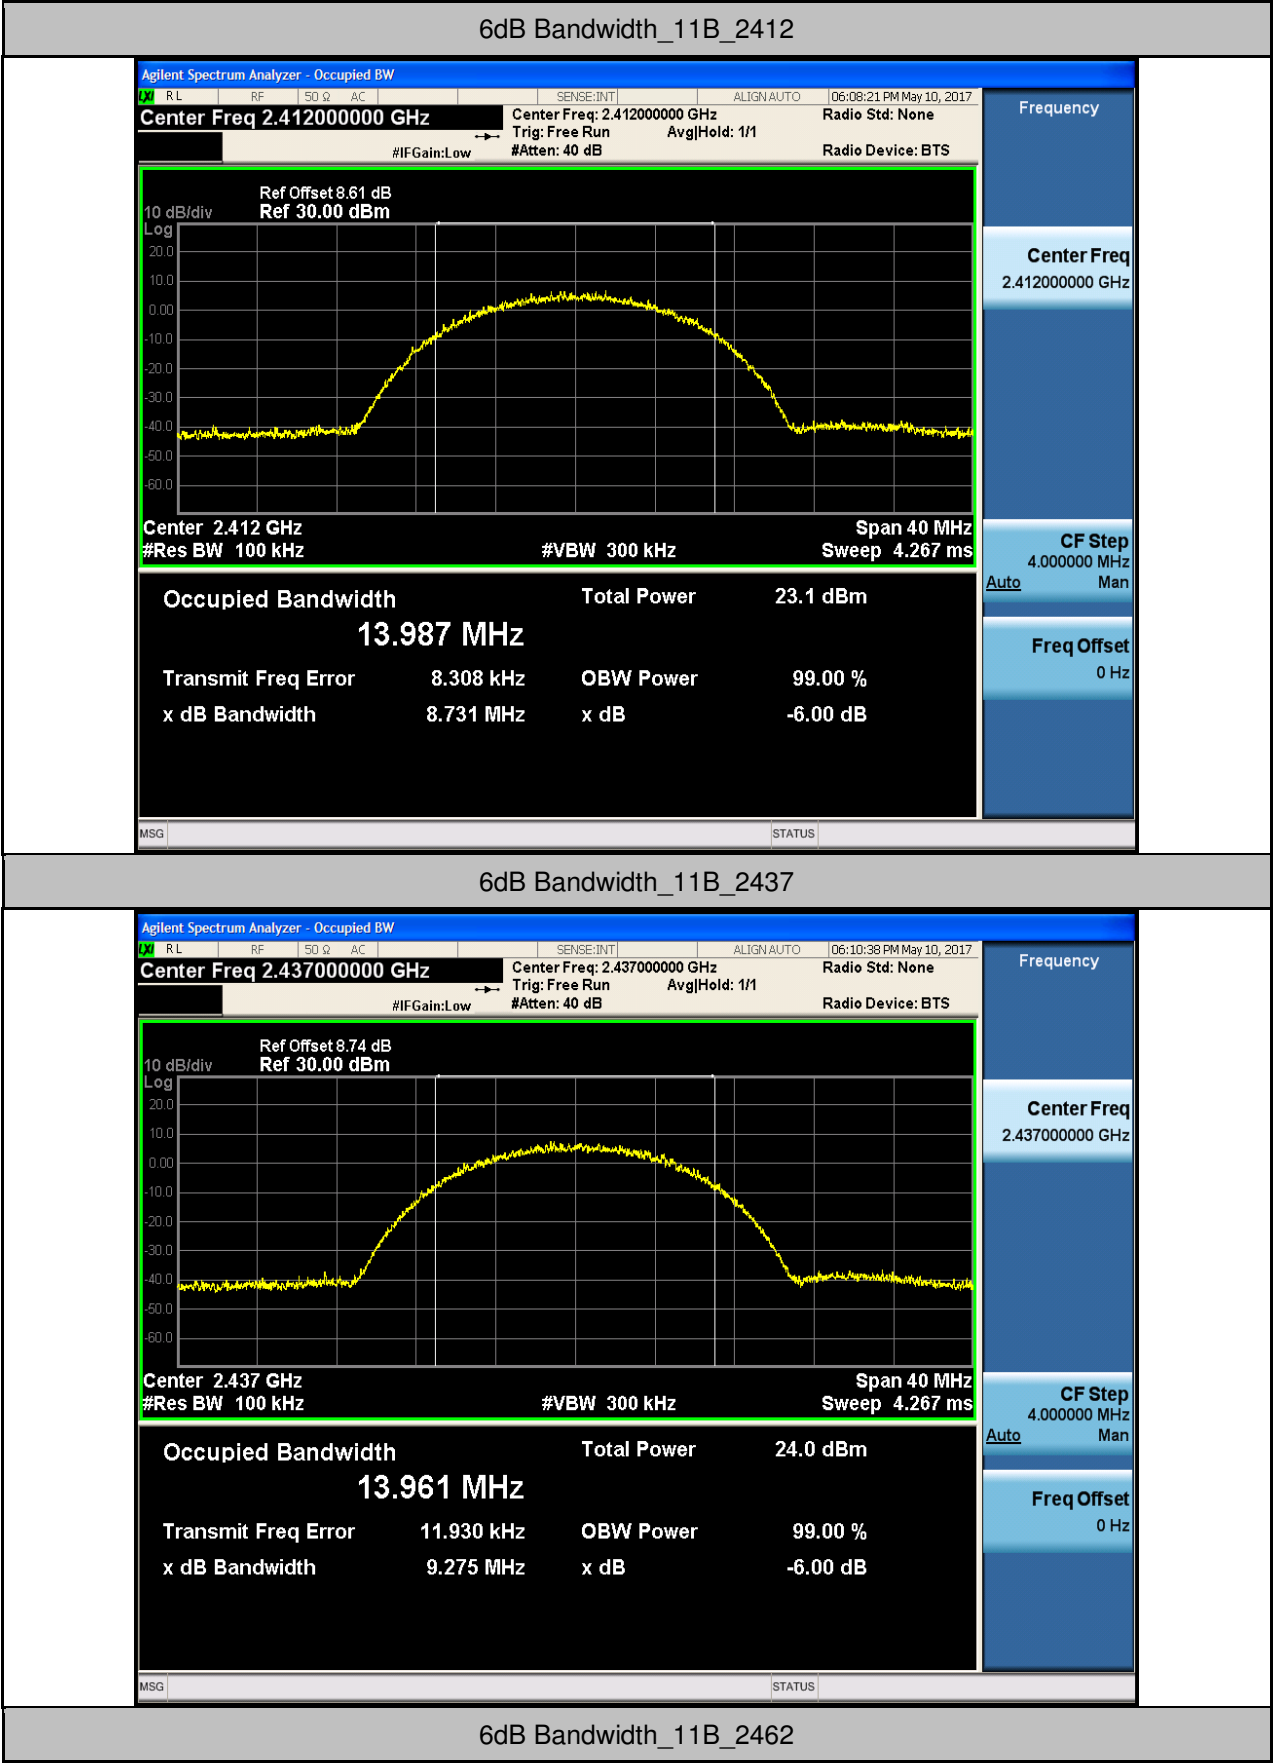 6dB Bandwidth_11B_2412
Agilent Spectrum Analyzer - Occupied BW
LXI RL RF 50 Ω AC SENSE:INT ALIGN AUTO 06:08:21 PM May 10, 2017
Center Freq 2.412000000 GHz
Center Freq: 2.412000000 GHz Radio Std: None
Trig: Free Run Avg|Hold: 1/1
#IFGain:Low #Atten: 40 dB Radio Device: BTS
Ref Offset 8.61 dB
10 dB/div Ref 30.00 dBm
Log
20.0
10.0
0.00
-10.0
-20.0
-30.0
-40.0
-50.0
-60.0
Center 2.412 GHz Span 40 MHz
#Res BW 100 kHz #VBW 300 kHz Sweep 4.267 ms
Occupied Bandwidth Total Power 23.1 dBm
13.987 MHz
Transmit Freq Error 8.308 kHz OBW Power 99.00 %
x dB Bandwidth 8.731 MHz x dB -6.00 dB
MSG STATUS
Frequency
Center Freq
2.412000000 GHz
CF Step
4.000000 MHz
Auto Man
Freq Offset
0 Hz
6dB Bandwidth_11B_2437
Agilent Spectrum Analyzer - Occupied BW
LXI RL RF 50 Ω AC SENSE:INT ALIGN AUTO 06:10:38 PM May 10, 2017
Center Freq 2.437000000 GHz
Center Freq: 2.437000000 GHz Radio Std: None
Trig: Free Run Avg|Hold: 1/1
#IFGain:Low #Atten: 40 dB Radio Device: BTS
Ref Offset 8.74 dB
10 dB/div Ref 30.00 dBm
Log
20.0
10.0
0.00
-10.0
-20.0
-30.0
-40.0
-50.0
-60.0
Center 2.437 GHz Span 40 MHz
#Res BW 100 kHz #VBW 300 kHz Sweep 4.267 ms
Occupied Bandwidth Total Power 24.0 dBm
13.961 MHz
Transmit Freq Error 11.930 kHz OBW Power 99.00 %
x dB Bandwidth 9.275 MHz x dB -6.00 dB
MSG STATUS
Frequency
Center Freq
2.437000000 GHz
CF Step
4.000000 MHz
Auto Man
Freq Offset
0 Hz
6dB Bandwidth_11B_2462